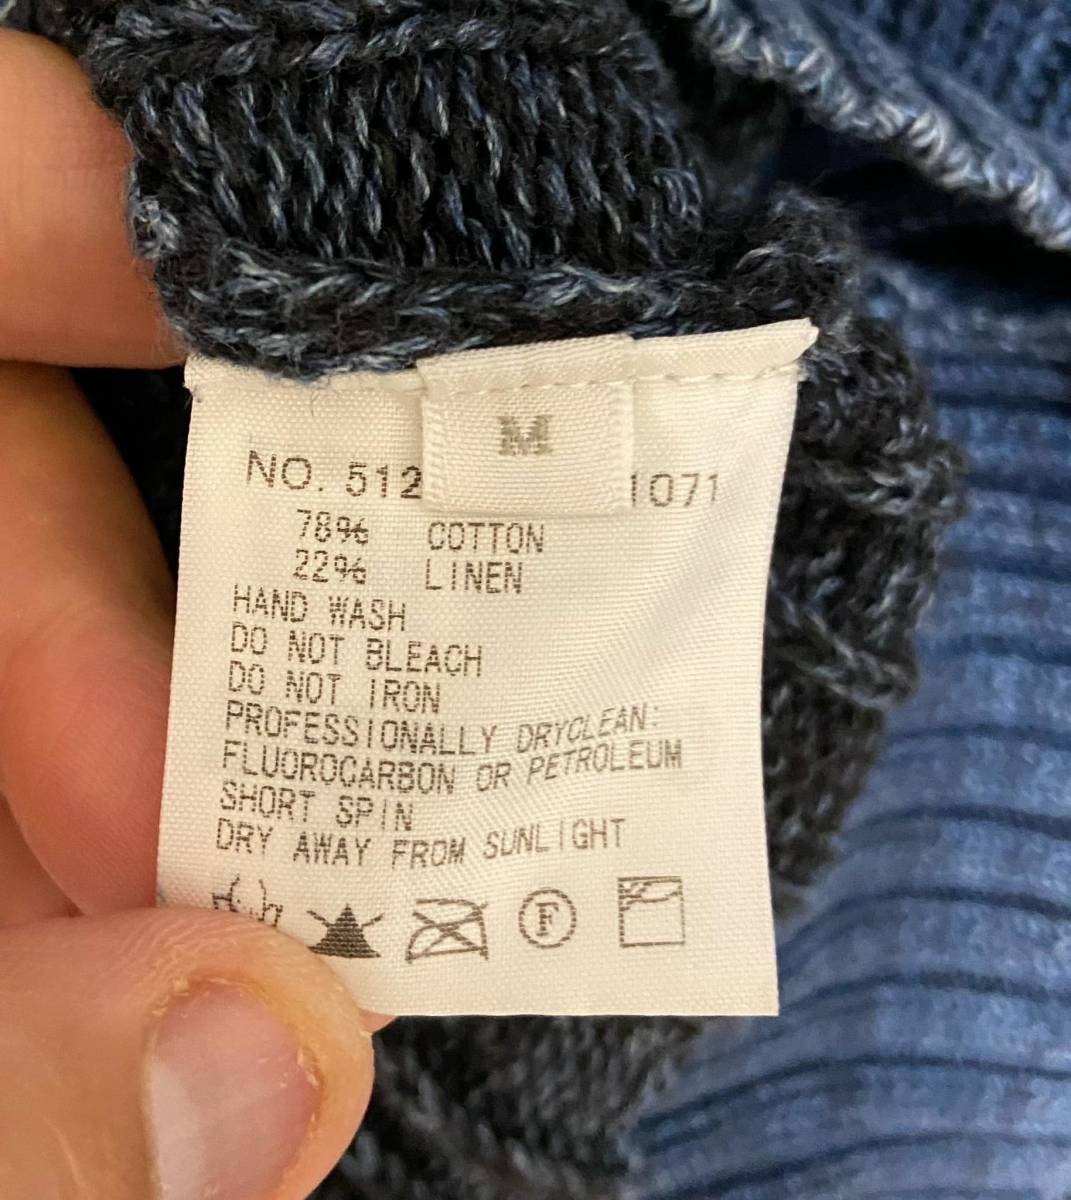 M
NO. 512 1071
78% COTTON
22% LINEN
HAND WASH
DO NOT BLEACH
DO NOT IRON
PROFESSIONALLY DRYCLEAN:
FLUOROCARBON OR PETROLEUM
SHORT SPIN
DRY AWAY FROM SUNLIGHT
F